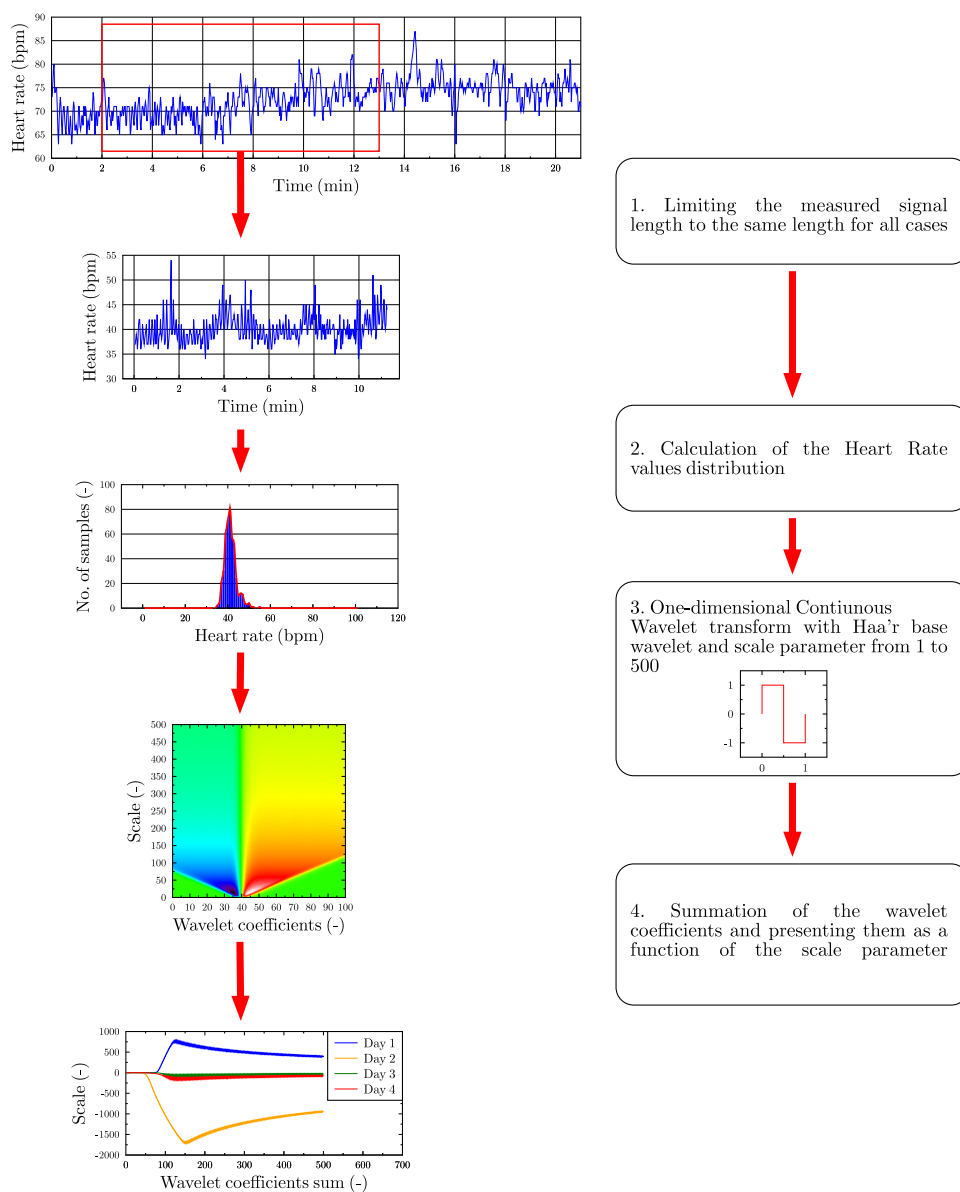 90
85
80
75
70
65
60
Heart rate (bpm)
0 2 4 6 8 10 12 14 16 18 20
Time (min)
1. Limiting the measured signal
length to the same length for all cases
55
50
45
40
35
30
Heart rate (bpm)
0 2 4 6 8 10
Time (min)
2. Calculation of the Heart Rate
values distribution
100
80
60
40
20
0
No. of samples (-)
0 20 40 60 80 100 120
Heart rate (bpm)
3. One-dimensional Contiunous
Wavelet transform with Haa'r base
wavelet and scale parameter from 1 to
500
1
0
-1
0 1
500
450
400
350
300
250
200
150
100
50
0
Scale (-)
0 10 20 30 40 50 60 70 80 90 100
Wavelet coefficients (-)
4. Summation of the wavelet
coefficients and presenting them as a
function of the scale parameter
1000
500
0
-500
-1000
-1500
-2000
Scale (-)
Day 1
Day 2
Day 3
Day 4
0 100 200 300 400 500 600 700
Wavelet coefficients sum (-)